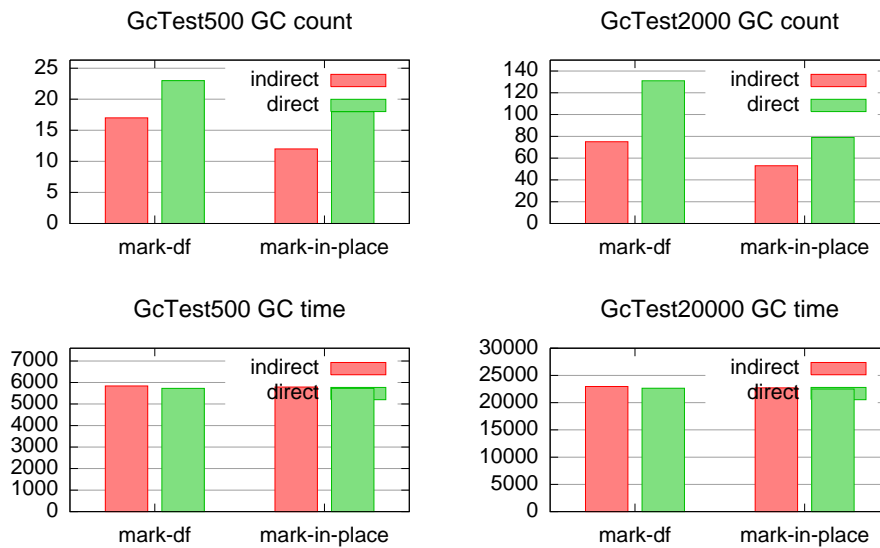 GcTest500 GC count
25
20
15
10
5
0
indirect
direct
mark-df mark-in-place
GcTest2000 GC count
140
120
100
80
60
40
20
0
indirect
direct
mark-df mark-in-place
GcTest500 GC time
7000
6000
5000
4000
3000
2000
1000
0
indirect
direct
mark-df mark-in-place
GcTest20000 GC time
30000
25000
20000
15000
10000
5000
0
indirect
direct
mark-df mark-in-place